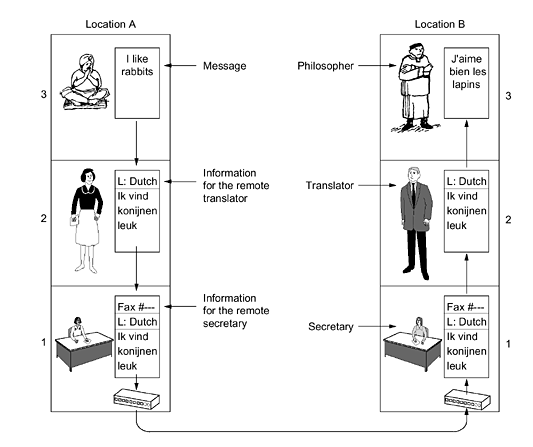 Location A
Location B
I like
rabbits
Message
Philosopher
J'aime
bien les
lapins
3
3
L: Dutch
Ik vind
konijnen
leuk
Information
for the remote
translator
Translator
L: Dutch
Ik vind
konijnen
leuk
2
2
Fax #---
L: Dutch
Ik vind
konijnen
leuk
Information
for the remote
secretary
Secretary
Fax #---
L: Dutch
Ik vind
konijnen
leuk
1
1